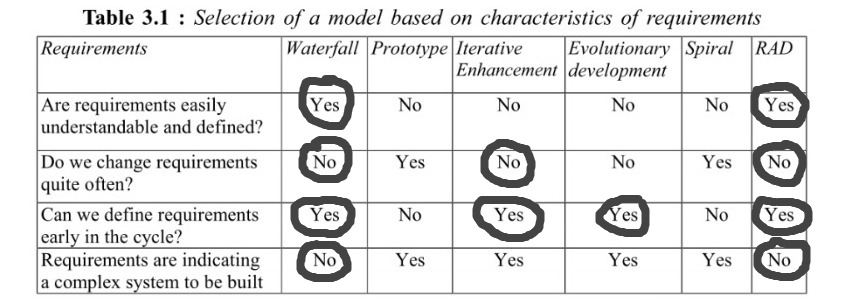 Table 3.1 : Selection of a model based on characteristics of requirements
Requirements Waterfall Prototype Iterative Enhancement Evolutionary development Spiral RAD
Are requirements easily understandable and defined? Yes No No No No Yes
Do we change requirements quite often? No Yes No No Yes No
Can we define requirements early in the cycle? Yes No Yes Yes No Yes
Requirements are indicating a complex system to be built No Yes Yes Yes Yes No